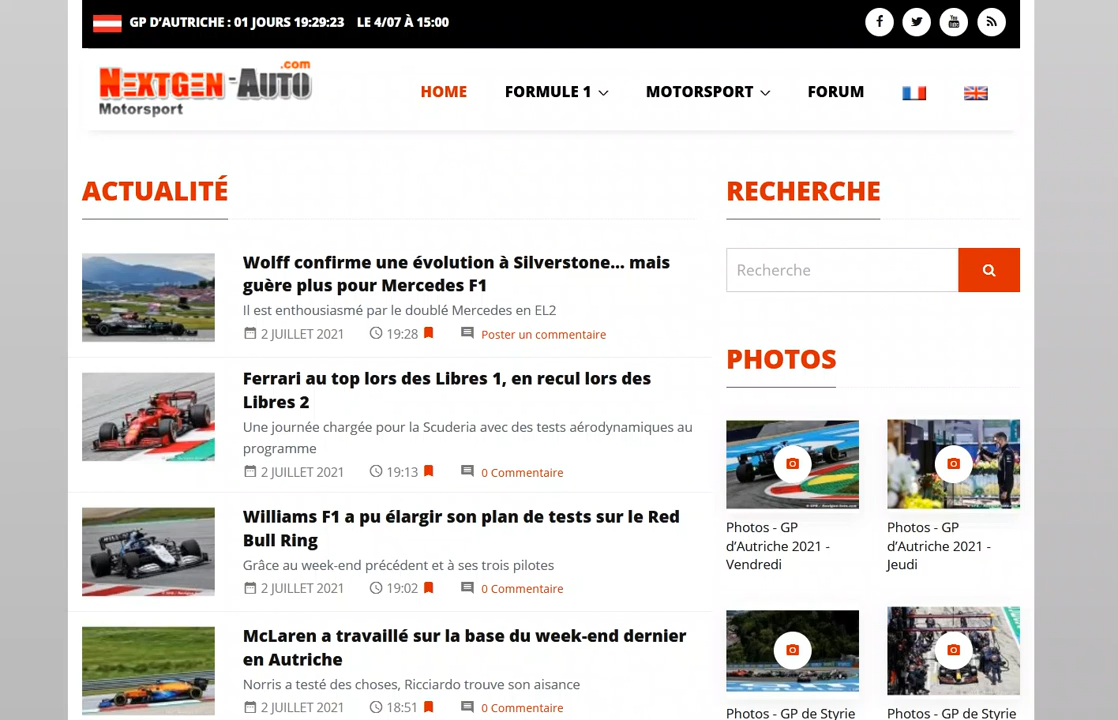 GP D’AUTRICHE : 01 JOURS 19:29:23 LE 4/07 À 15:00
NEXTGEN-AUTO.com
Motorsport
HOME FORMULE 1 MOTORSPORT FORUM
ACTUALITÉ
Wolff confirme une évolution à Silverstone... mais
guère plus pour Mercedes F1
Il est enthousiasmé par le doublé Mercedes en EL2
2 JUILLET 2021 19:28 Poster un commentaire
Ferrari au top lors des Libres 1, en recul lors des
Libres 2
Une journée chargée pour la Scuderia avec des tests aérodynamiques au
programme
2 JUILLET 2021 19:13 0 Commentaire
Williams F1 a pu élargir son plan de tests sur le Red
Bull Ring
Grâce au week-end précédent et à ses trois pilotes
2 JUILLET 2021 19:02 0 Commentaire
McLaren a travaillé sur la base du week-end dernier
en Autriche
Norris a testé des choses, Ricciardo trouve son aisance
2 JUILLET 2021 18:51 0 Commentaire
RECHERCHE
Recherche
PHOTOS
Photos - GP
d’Autriche 2021 -
Vendredi
Photos - GP
d’Autriche 2021 -
Jeudi
Photos - GP de Styrie
Photos - GP de Styrie